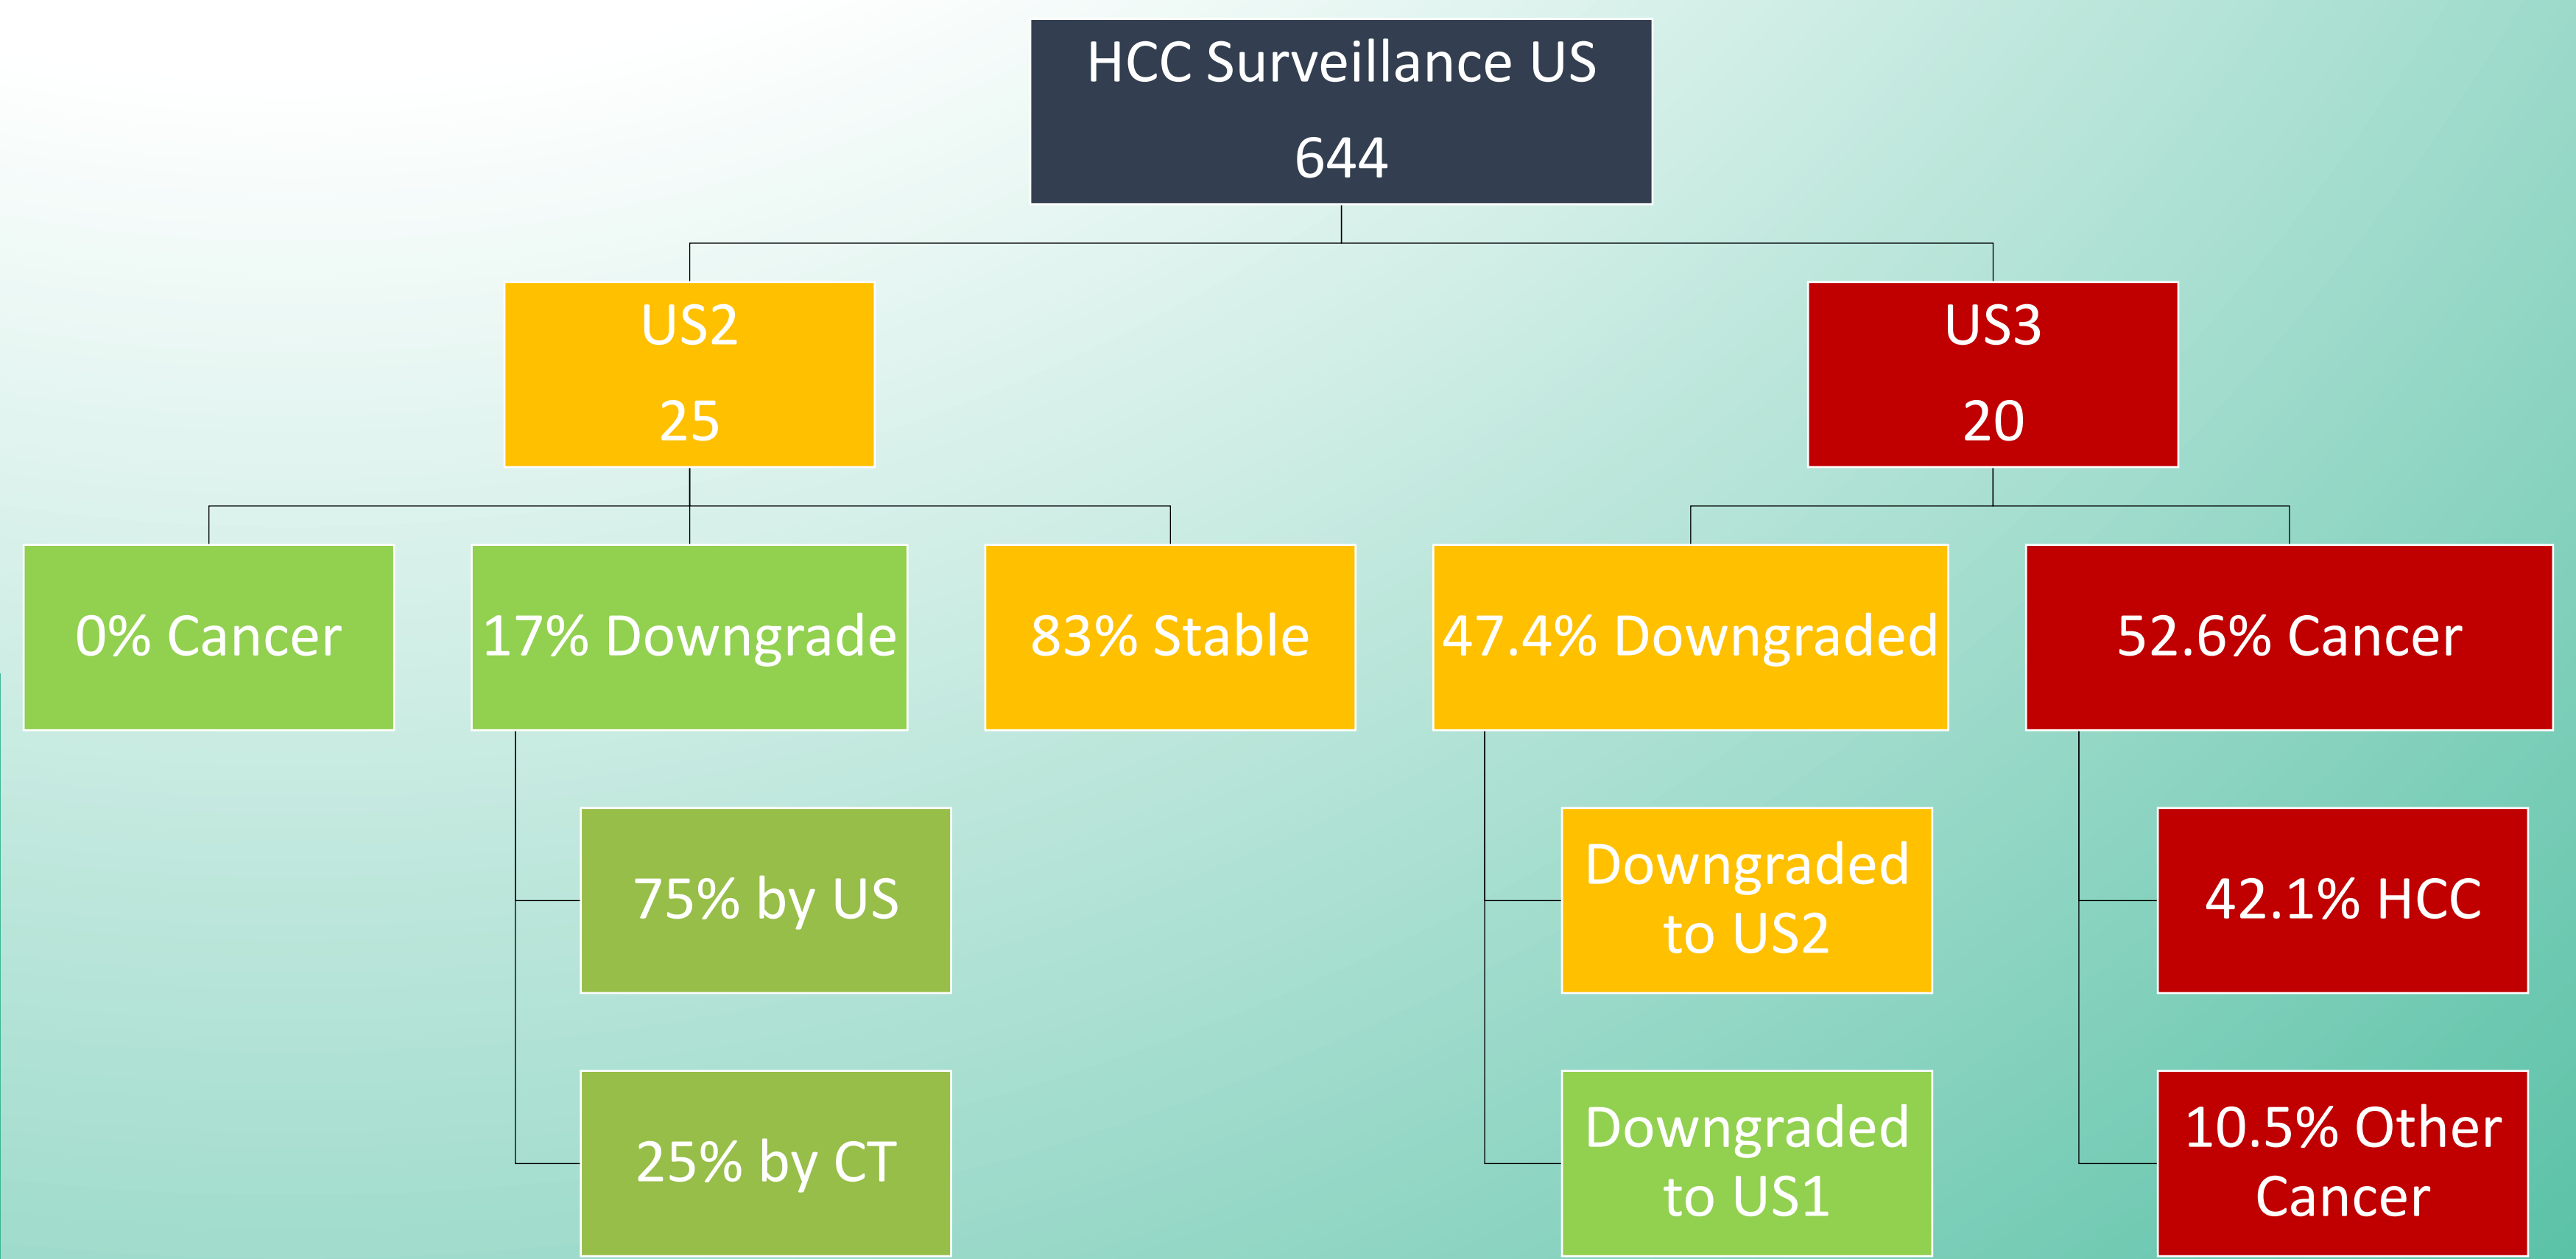 HCC Surveillance US
644
US2
25
US3
20
0% Cancer
17% Downgrade
83% Stable
47.4% Downgraded
52.6% Cancer
75% by US
25% by CT
Downgraded
to US2
Downgraded
to US1
42.1% HCC
10.5% Other
Cancer